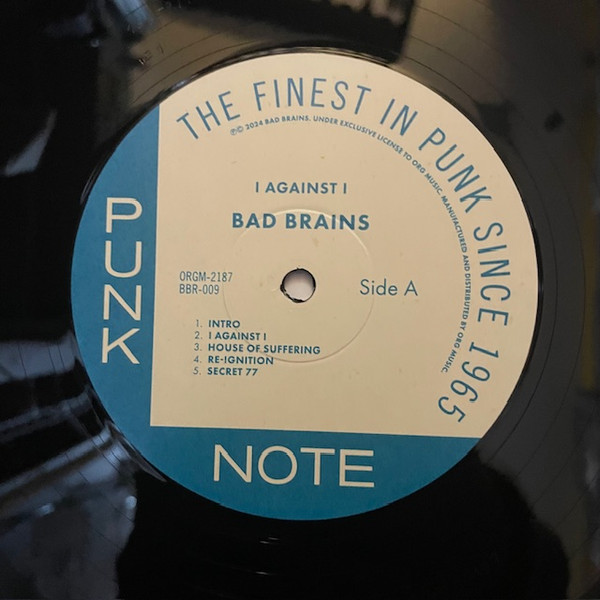 THE FINEST IN PUNK SINCE 1965
℗© 2024 BAD BRAINS. UNDER EXCLUSIVE LICENSE TO ORG MUSIC. MANUFACTURED AND DISTRIBUTED BY ORG MUSIC.
I AGAINST I
BAD BRAINS
ORGM-2187
BBR-009
Side A
1. INTRO
2. I AGAINST I
3. HOUSE OF SUFFERING
4. RE-IGNITION
5. SECRET 77
PUNK
NOTE